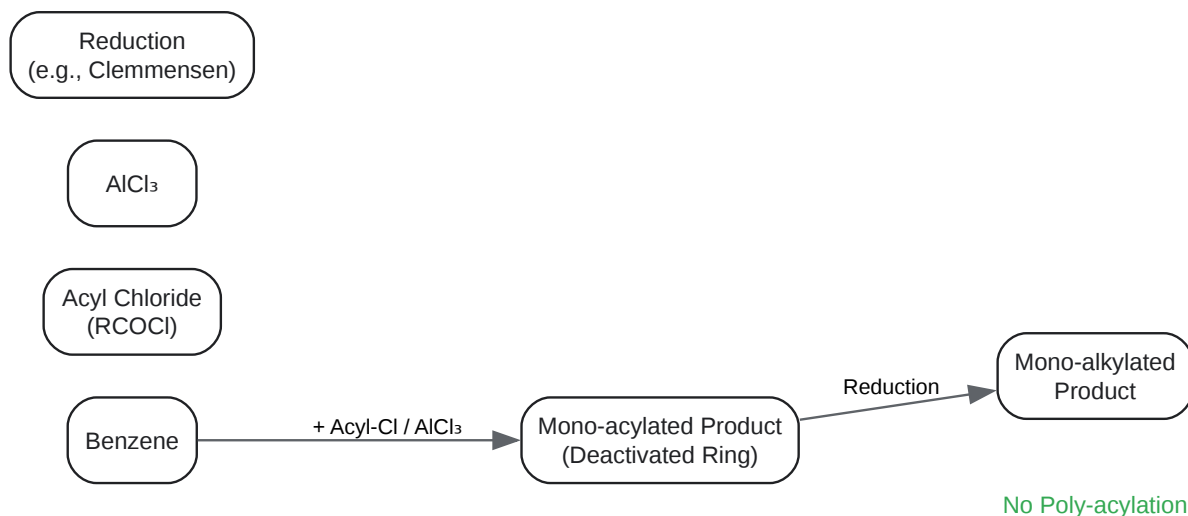 Reduction
(e.g., Clemmensen)
AlCl₃
Acyl Chloride
(RCOCl)
Benzene
+ Acyl-Cl / AlCl₃
Mono-acylated Product
(Deactivated Ring)
Reduction
Mono-alkylated
Product
No Poly-acylation